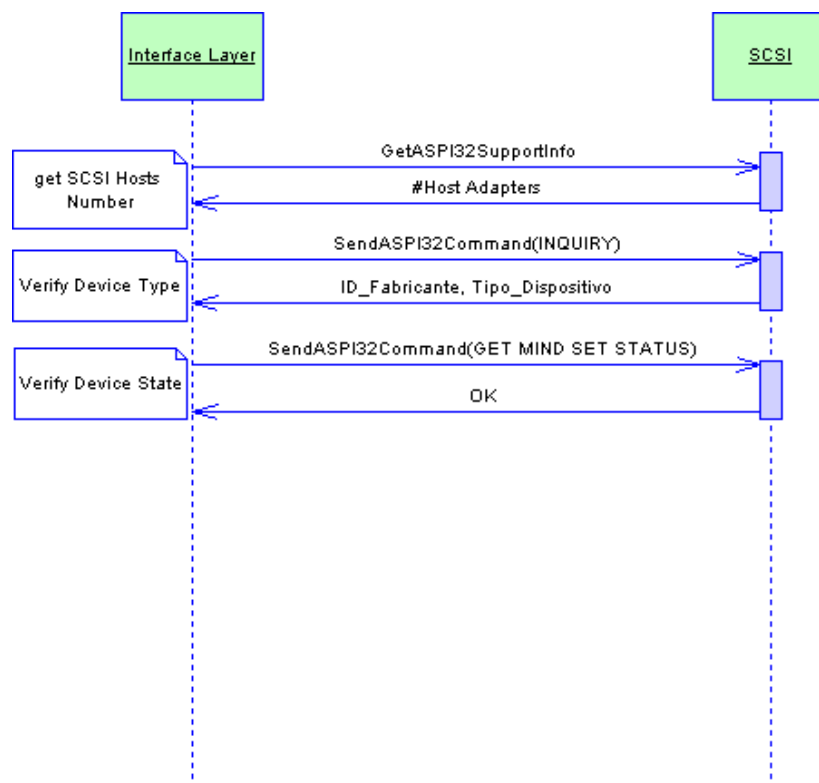 Interface Layer
SCSI
GetASPI32SupportInfo
get SCSI Hosts
Number
#Host Adapters
SendASPI32Command(INQUIRY)
Verify Device Type
ID_Fabricante, Tipo_Dispositivo
SendASPI32Command(GET MIND SET STATUS)
Verify Device State
OK